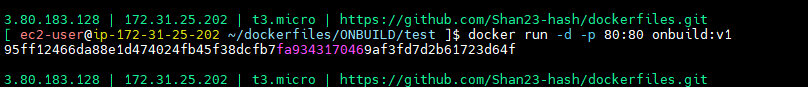 3.80.183.128 | 172.31.25.202 | t3.micro | https://github.com/Shan23-hash/dockerfiles.git
[ ec2-user@ip-172-31-25-202 ~/dockerfiles/ONBUILD/test ]$ docker run -d -p 80:80 onbuild:v1
95ff12466da88e1d474024fb45f38dcfb7fa9343170469af3fd7d2b61723d64f
3.80.183.128 | 172.31.25.202 | t3.micro | https://github.com/Shan23-hash/dockerfiles.git